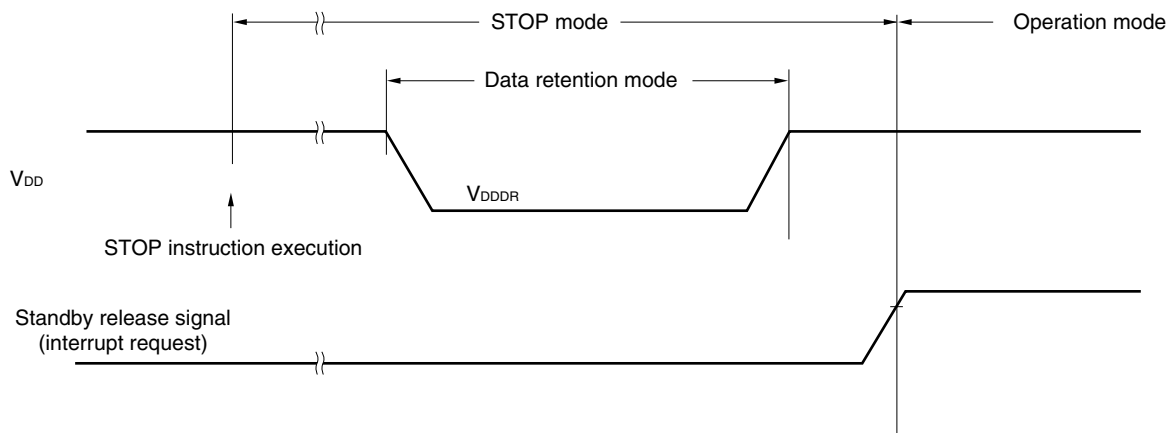 STOP mode
Operation mode
Data retention mode
VDD
VDDDR
STOP instruction execution
Standby release signal
(interrupt request)